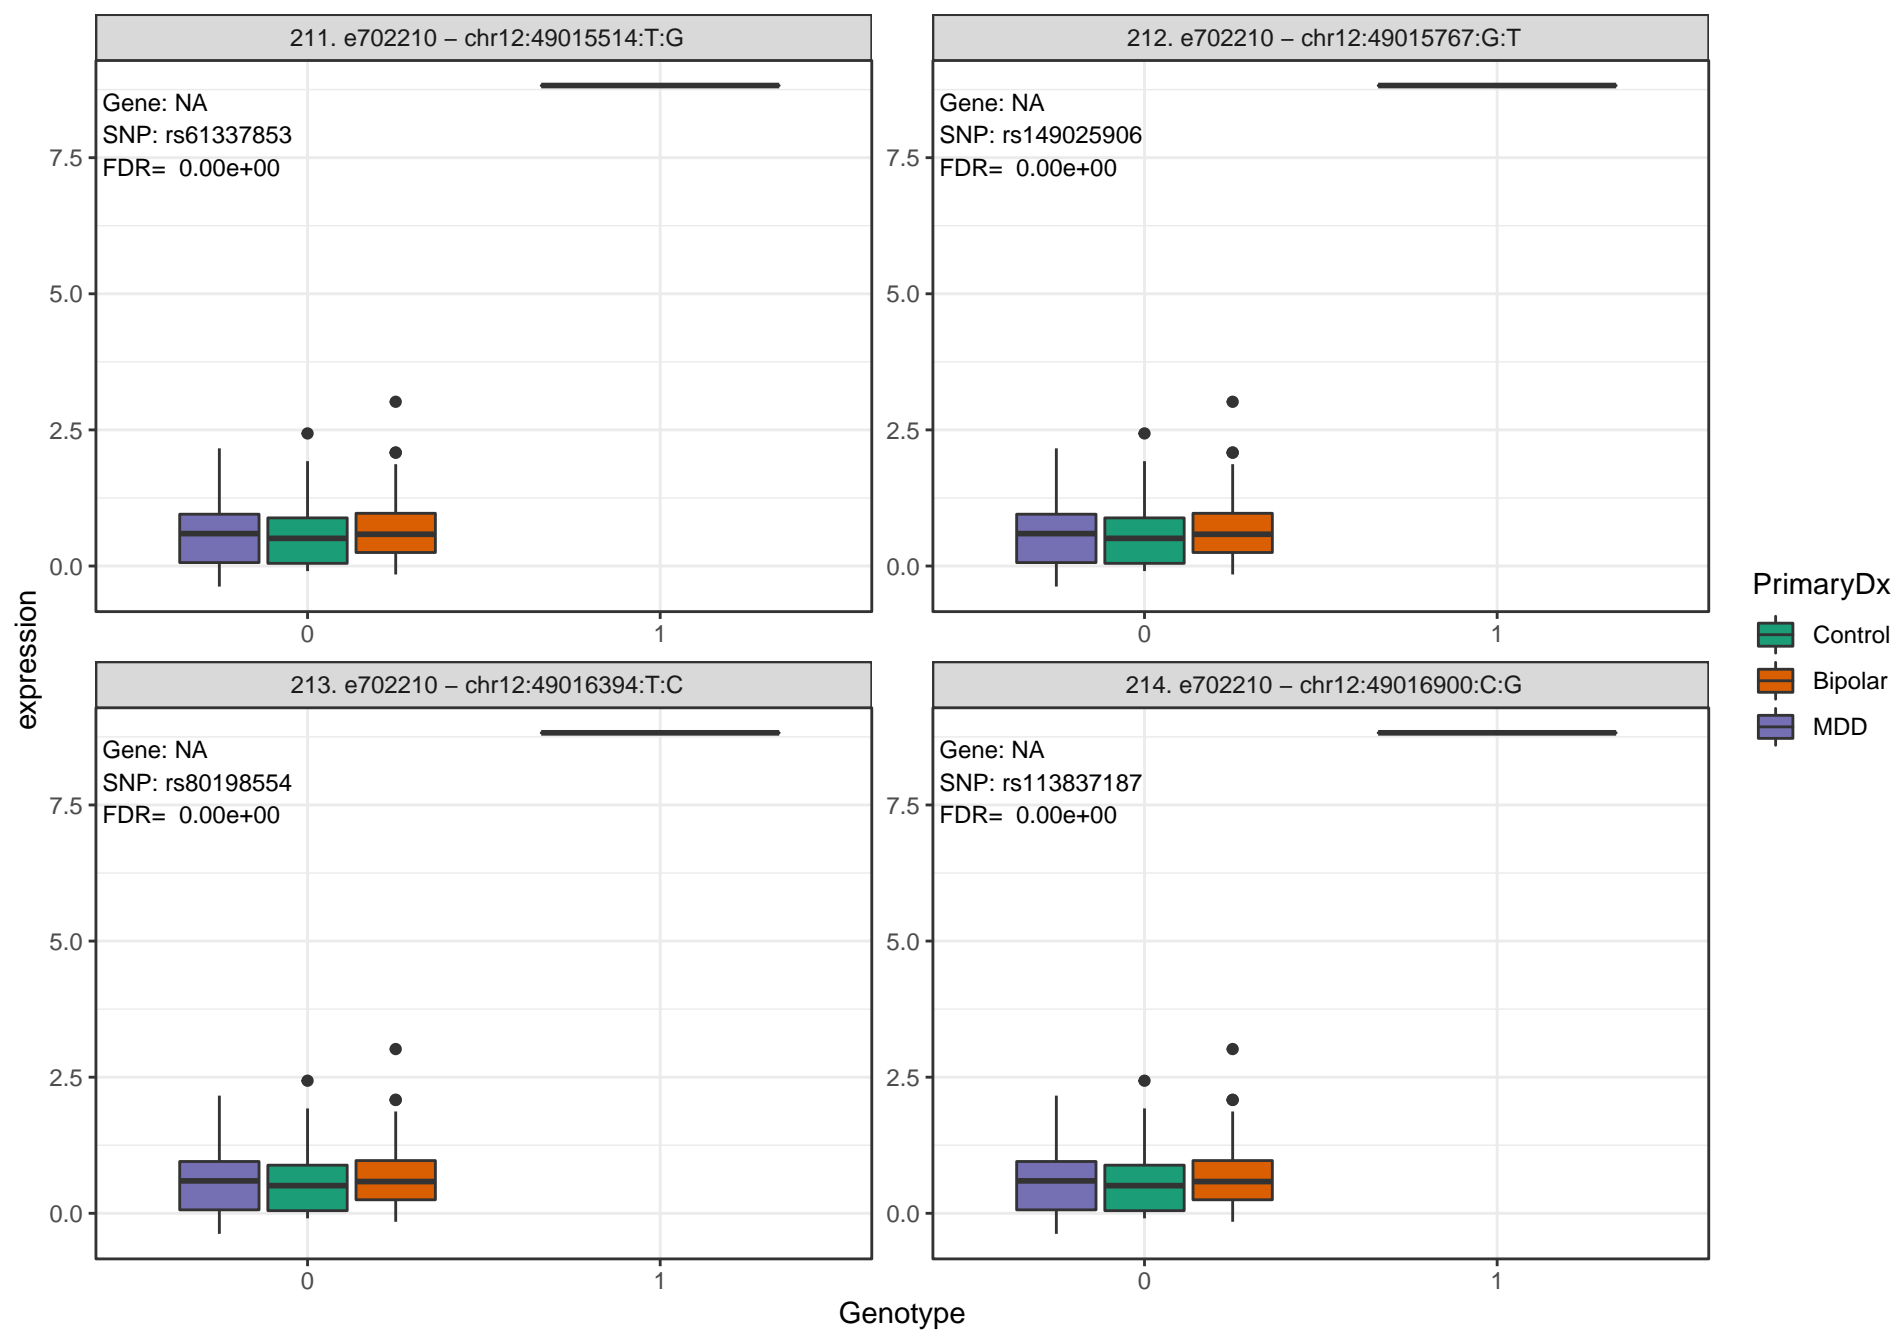 211. e702210 – chr12:49015514:T:G
Gene: NA
SNP: rs61337853
FDR=  0.00e+00
7.5
5.0
2.5
0.0
0
1
212. e702210 – chr12:49015767:G:T
Gene: NA
SNP: rs149025906
FDR=  0.00e+00
7.5
5.0
2.5
0.0
0
1
213. e702210 – chr12:49016394:T:C
Gene: NA
SNP: rs80198554
FDR=  0.00e+00
7.5
5.0
2.5
0.0
0
1
214. e702210 – chr12:49016900:C:G
Gene: NA
SNP: rs113837187
FDR=  0.00e+00
7.5
5.0
2.5
0.0
0
1
expression
Genotype
PrimaryDx
Control
Bipolar
MDD